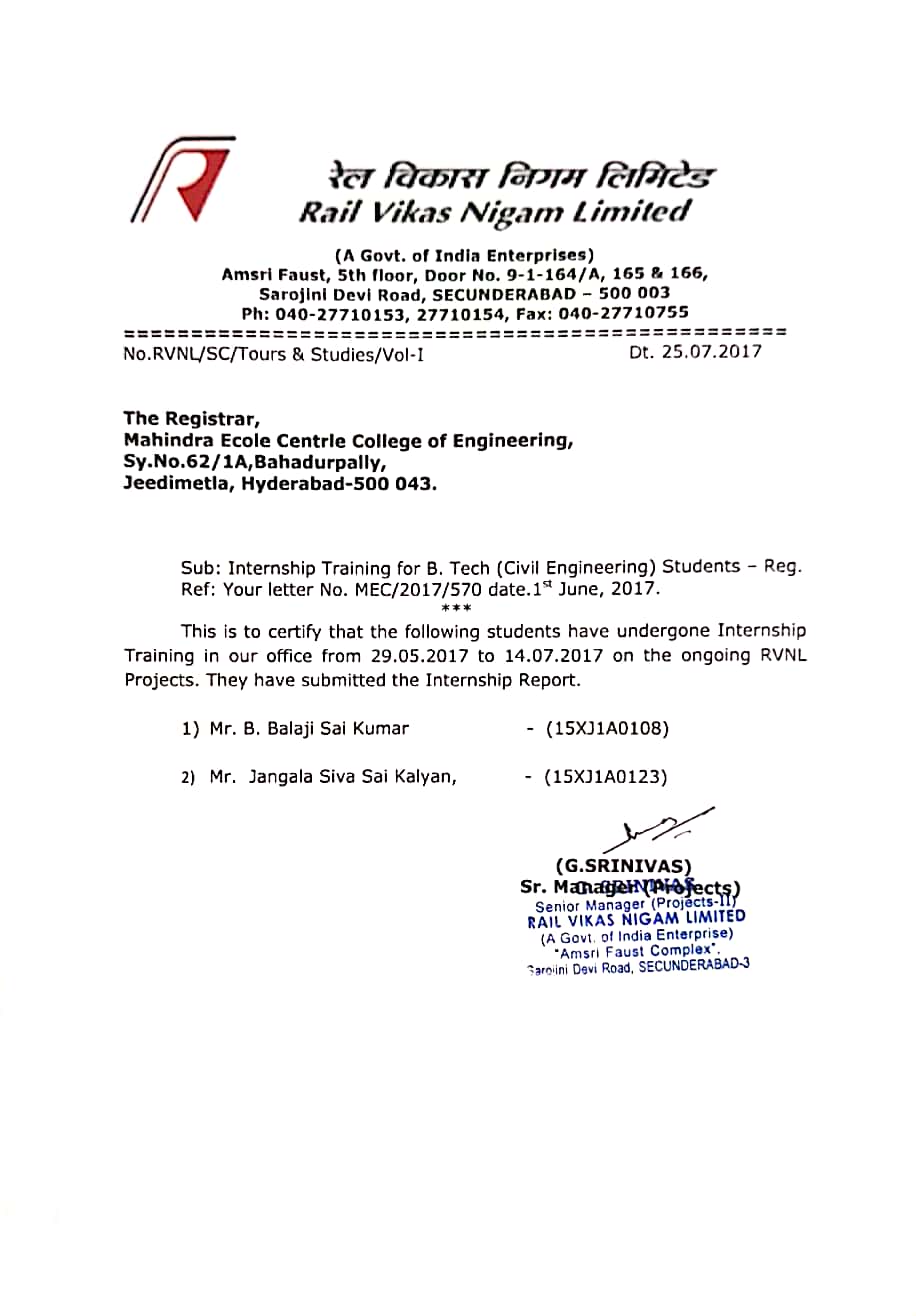 रेल विकास निगम लिमिटेड
Rail Vikas Nigam Limited
(A Govt. of India Enterprises)
Amsri Faust, 5th floor, Door No. 9-1-164/A, 165 & 166,
Sarojini Devi Road, SECUNDERABAD – 500 003
Ph: 040-27710153, 27710154, Fax: 040-27710755
==================================================
No.RVNL/SC/Tours & Studies/Vol-I Dt. 25.07.2017
The Registrar,
Mahindra Ecole Centrle College of Engineering,
Sy.No.62/1A,Bahadurpally,
Jeedimetla, Hyderabad-500 043.
Sub: Internship Training for B. Tech (Civil Engineering) Students – Reg.
Ref: Your letter No. MEC/2017/570 date.1st June, 2017.
***
This is to certify that the following students have undergone Internship
Training in our office from 29.05.2017 to 14.07.2017 on the ongoing RVNL
Projects. They have submitted the Internship Report.
1) Mr. B. Balaji Sai Kumar - (15XJ1A0108)
2) Mr. Jangala Siva Sai Kalyan, - (15XJ1A0123)
(G.SRINIVAS)
Sr. Manager (Projects)
G. SRINIVAS
Senior Manager (Projects-II)
RAIL VIKAS NIGAM LIMITED
(A Govt. of India Enterprise)
"Amsri Faust Complex",
Sarojini Devi Road, SECUNDERABAD-3